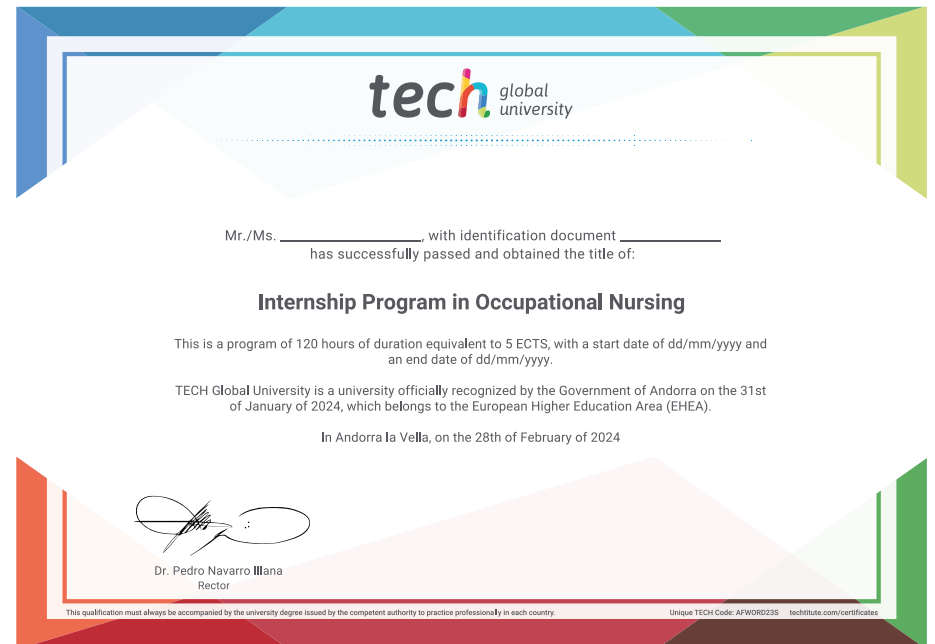 tech global university
Mr./Ms. ____________, with identification document ____________
has successfully passed and obtained the title of:
Internship Program in Occupational Nursing
This is a program of 120 hours of duration equivalent to 5 ECTS, with a start date of dd/mm/yyyy and
an end date of dd/mm/yyyy.
TECH Global University is a university officially recognized by the Government of Andorra on the 31st
of January of 2024, which belongs to the European Higher Education Area (EHEA).
In Andorra la Vella, on the 28th of February of 2024
Dr. Pedro Navarro Illana
Rector
This qualification must always be accompanied by the university degree issued by the competent authority to practice professionally in each country.
Unique TECH Code: AFWORD23S techtitute.com/certificates